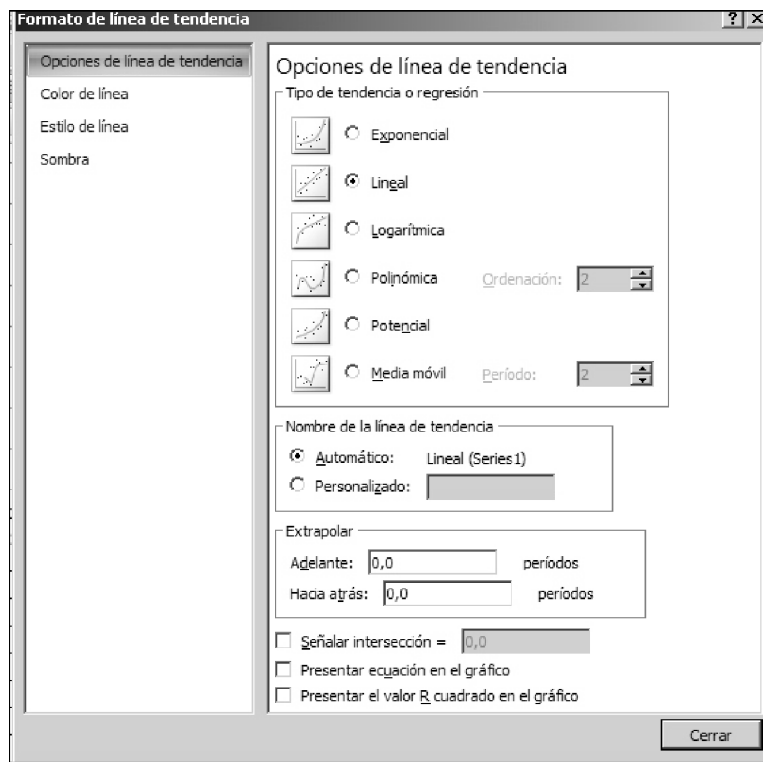 Formato de línea de tendencia
Opciones de línea de tendencia
Color de línea
Estilo de línea
Sombra
Opciones de línea de tendencia
Tipo de tendencia o regresión
Exponencial
Lineal
Logarítmica
Polinómica Ordenación: 2
Potencial
Media móvil Período: 2
Nombre de la línea de tendencia
Automático: Lineal (Series1)
Personalizado:
Extrapolar
Adelante: 0,0 períodos
Hacia atrás: 0,0 períodos
Señalar intersección = 0,0
Presentar ecuación en el gráfico
Presentar el valor R cuadrado en el gráfico
Cerrar